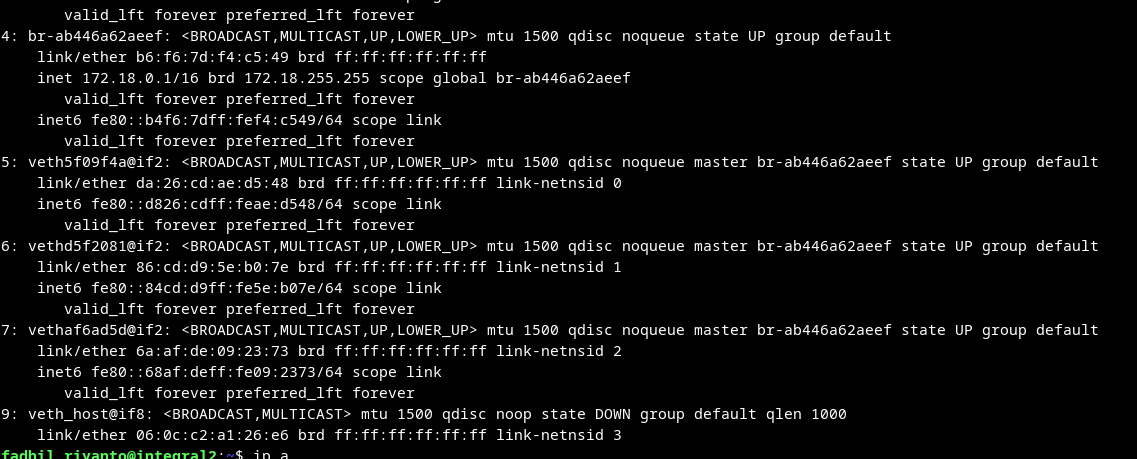 valid_lft forever preferred_lft forever
4: br-ab446a62aeef: <BROADCAST,MULTICAST,UP,LOWER_UP> mtu 1500 qdisc noqueue state UP group default
link/ether b6:f6:7d:f4:c5:49 brd ff:ff:ff:ff:ff:ff
inet 172.18.0.1/16 brd 172.18.255.255 scope global br-ab446a62aeef
valid_lft forever preferred_lft forever
inet6 fe80::b4f6:7dff:fef4:c549/64 scope link
valid_lft forever preferred_lft forever
5: veth5f09f4a@if2: <BROADCAST,MULTICAST,UP,LOWER_UP> mtu 1500 qdisc noqueue master br-ab446a62aeef state UP group default
link/ether da:26:cd:ae:d5:48 brd ff:ff:ff:ff:ff:ff link-netnsid 0
inet6 fe80::d826:cdff:feae:d548/64 scope link
valid_lft forever preferred_lft forever
6: vethd5f2081@if2: <BROADCAST,MULTICAST,UP,LOWER_UP> mtu 1500 qdisc noqueue master br-ab446a62aeef state UP group default
link/ether 86:cd:d9:5e:b0:7e brd ff:ff:ff:ff:ff:ff link-netnsid 1
inet6 fe80::84cd:d9ff:fe5e:b07e/64 scope link
valid_lft forever preferred_lft forever
7: vethaf6ad5d@if2: <BROADCAST,MULTICAST,UP,LOWER_UP> mtu 1500 qdisc noqueue master br-ab446a62aeef state UP group default
link/ether 6a:af:de:09:23:73 brd ff:ff:ff:ff:ff:ff link-netnsid 2
inet6 fe80::68af:deff:fe09:2373/64 scope link
valid_lft forever preferred_lft forever
9: veth_host@if8: <BROADCAST,MULTICAST> mtu 1500 qdisc noop state DOWN group default qlen 1000
link/ether 06:0c:c2:a1:26:e6 brd ff:ff:ff:ff:ff:ff link-netnsid 3
fadhil_riyanto@integral2:~$ ip a